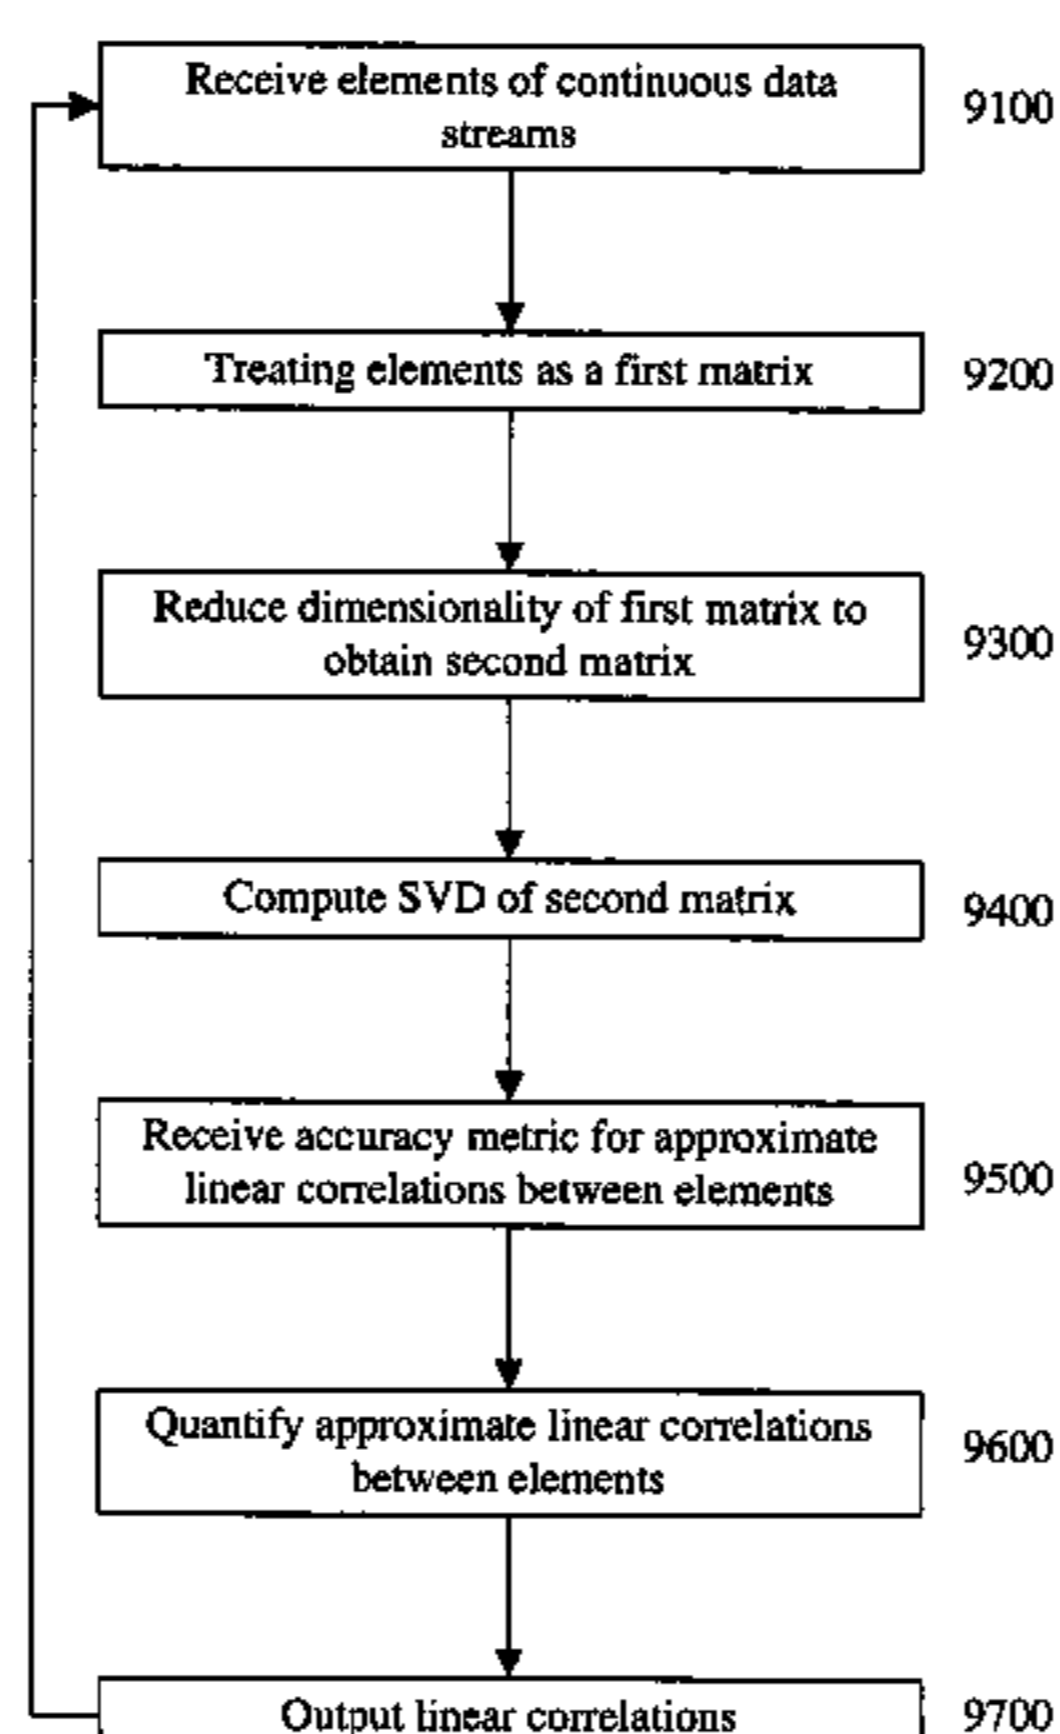 Receive elements of continuous data
streams
9100
Treating elements as a first matrix
9200
Reduce dimensionality of first matrix to
obtain second matrix
9300
Compute SVD of second matrix
9400
Receive accuracy metric for approximate
linear correlations between elements
9500
Quantify approximate linear correlations
between elements
9600
Output linear correlations
9700